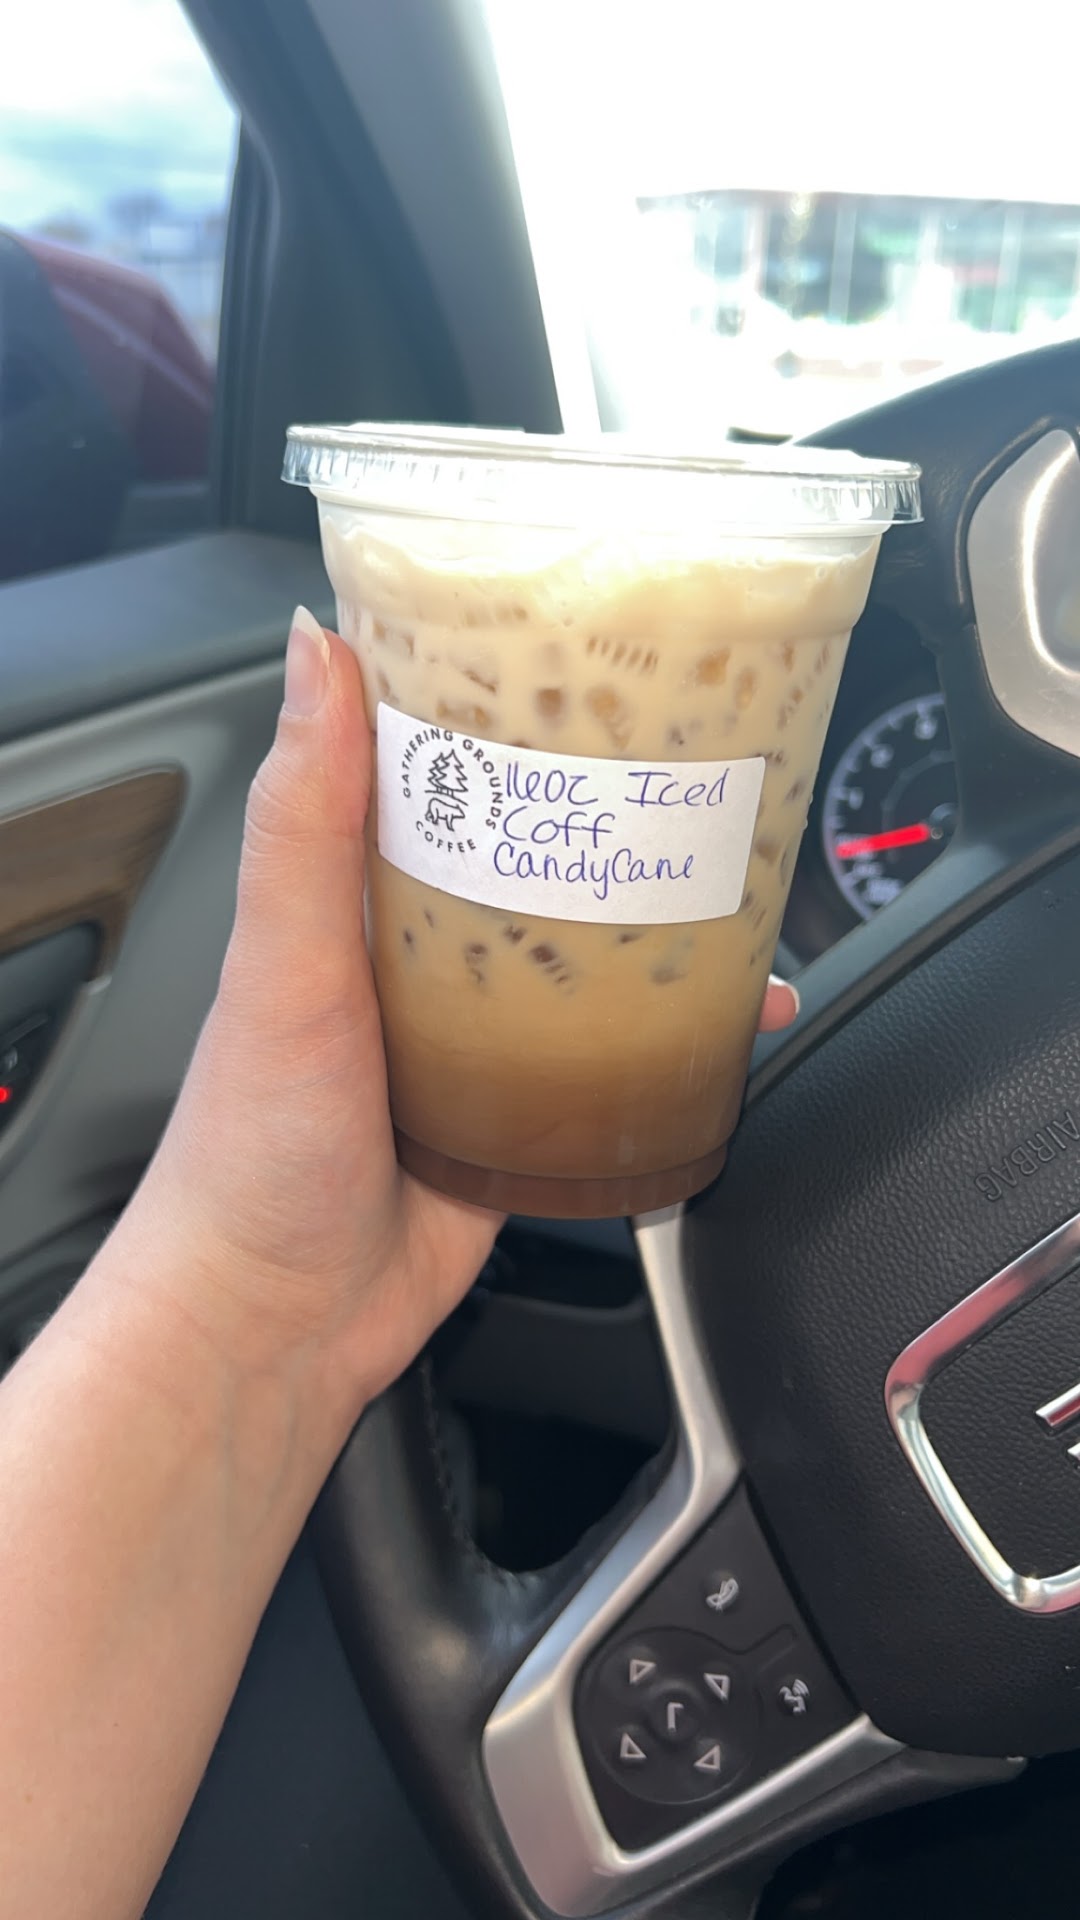 GATHERING GROUNDS
COFFEE
16oz Iced
Coff
CandyCane
AIRBAG